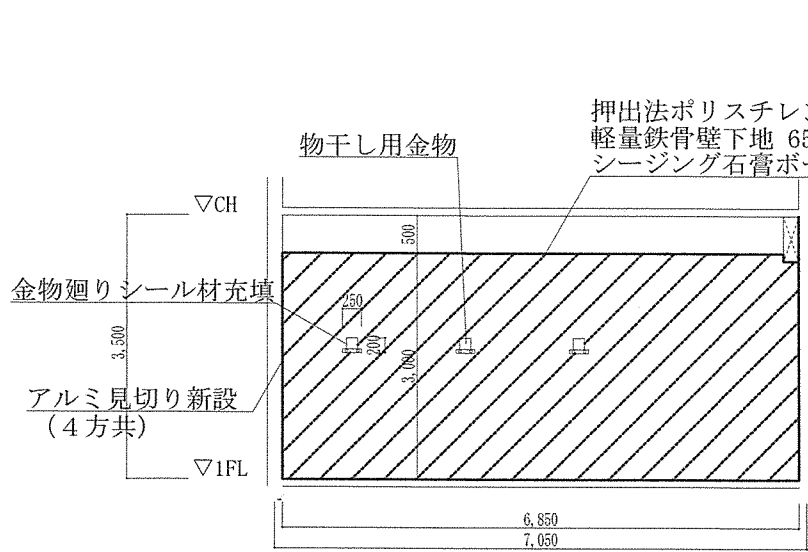 押出法ポリスチレン
軽量鉄骨壁下地 65
シージング石膏ボー
物干し用金物
▽CH
500
金物廻りシール材充填
250
200
3,500
3,000
アルミ見切り新設
(4方共)
▽1FL
6,850
7,050